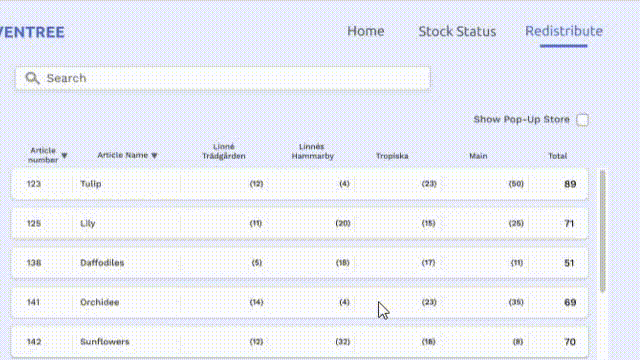 VENTREE Home Stock Status Redistribute
Search
Show Pop-Up Store
Article number ▼ Article Name ▼ Linné Trädgården Linnés Hammarby Tropiska Main Total
123 Tulip (12) (4) (23) (50) 89
125 Lily (11) (20) (15) (25) 71
138 Daffodiles (5) (18) (17) (11) 51
141 Orchidee (14) (4) (23) (35) 69
142 Sunflowers (12) (32) (18) (8) 70